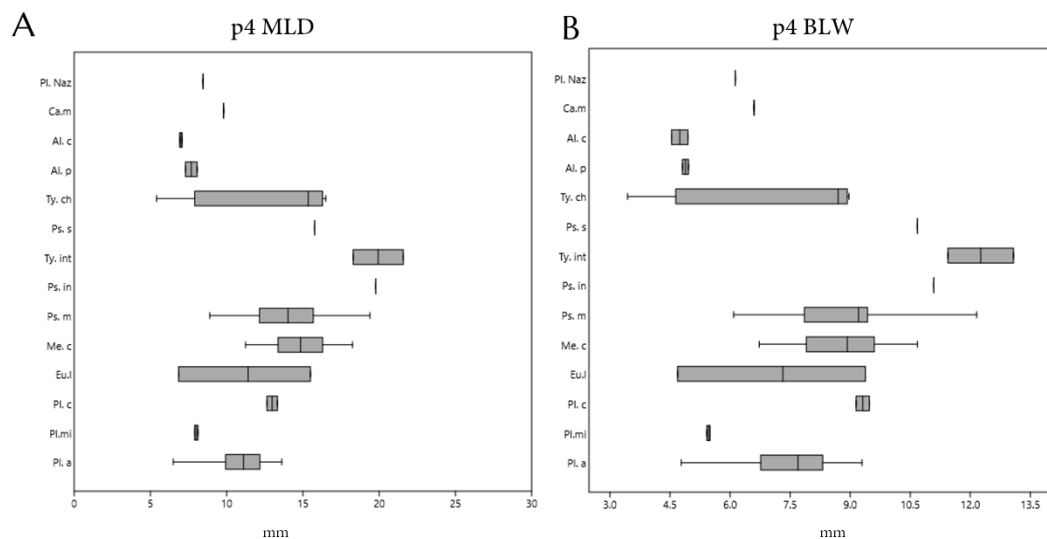 A
p4 MLD
Pl. Naz
Ca.m
Al. c
Al. p
Ty. ch
Ps. s
Ty. int
Ps. in
Ps. m
Me. c
Eu.l
Pl. c
Pl.mi
Pl. a
0 5 10 15 20 25 30
mm
B
p4 BLW
Pl. Naz
Ca.m
Al. c
Al. p
Ty. ch
Ps. s
Ty. int
Ps. in
Ps. m
Me. c
Eu.l
Pl. c
Pl.mi
Pl. a
3.0 4.5 6.0 7.5 9.0 10.5 12.0 13.5
mm